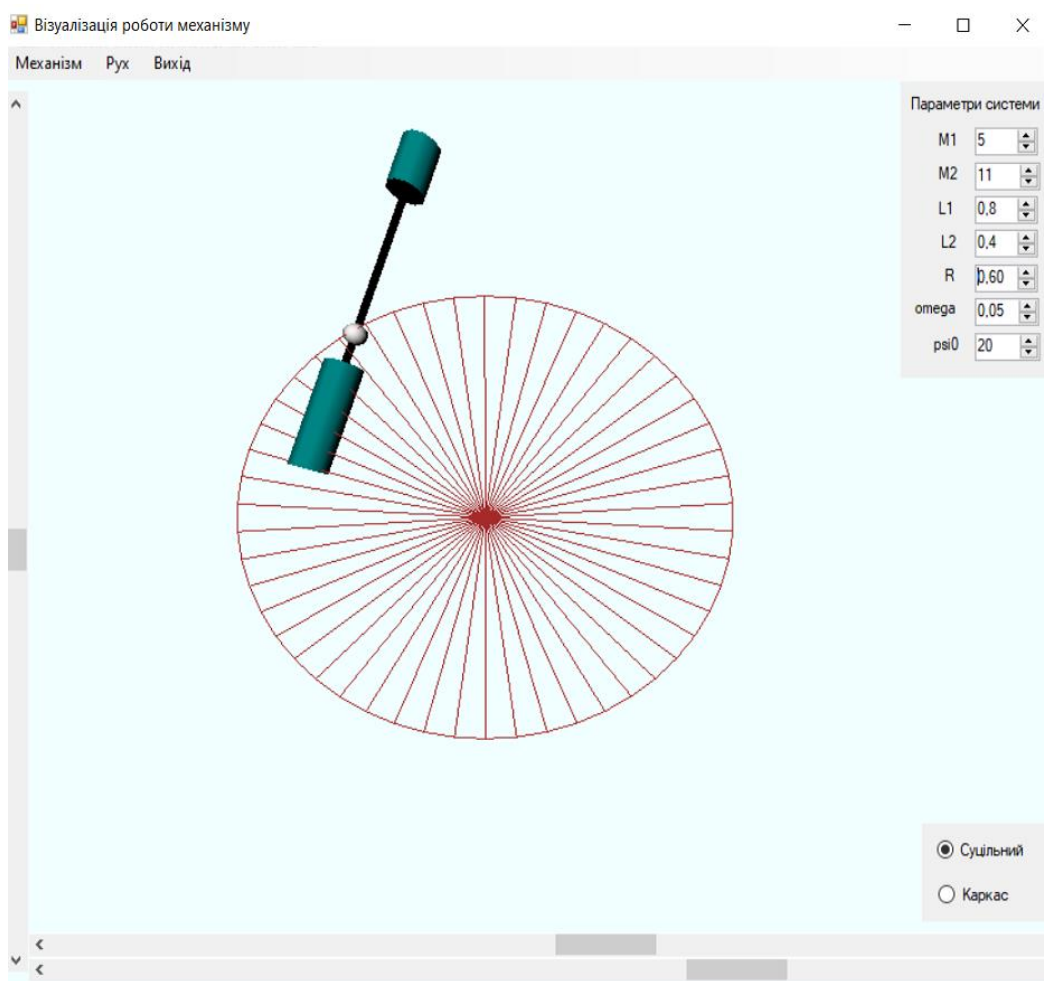 Візуалізація роботи механізму
Механізм Рух Вихід
Параметри системи
M1 5
M2 11
L1 0,8
L2 0,4
R 0,60
omega 0,05
psi0 20
Суцільний
Каркас